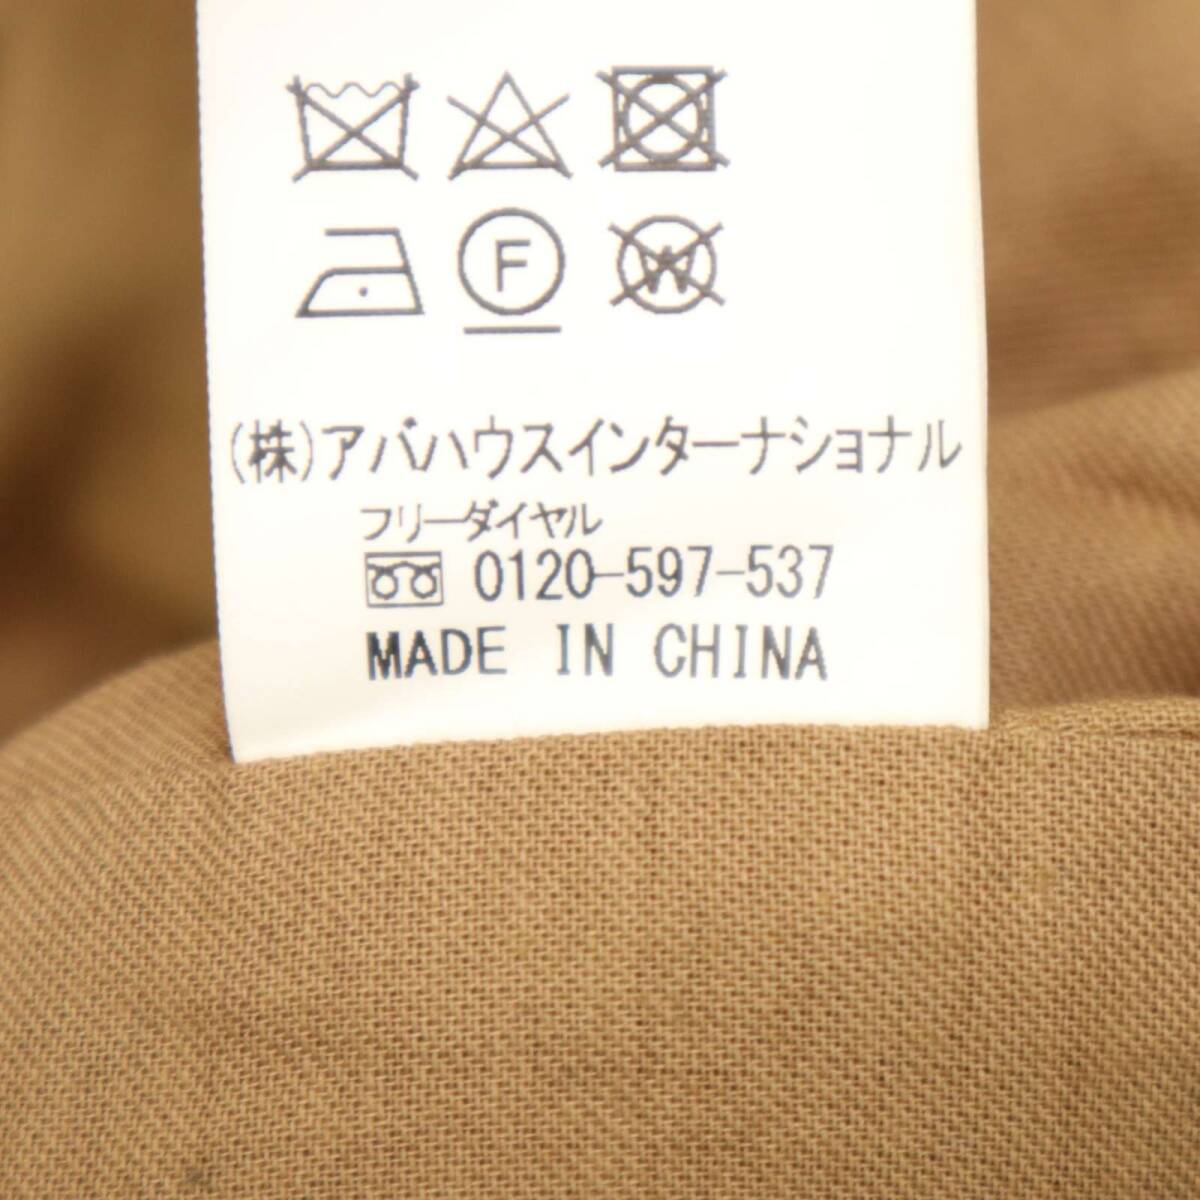 F W
(株)アバハウスインターナショナル
フリーダイヤル
0120-597-537
MADE IN CHINA